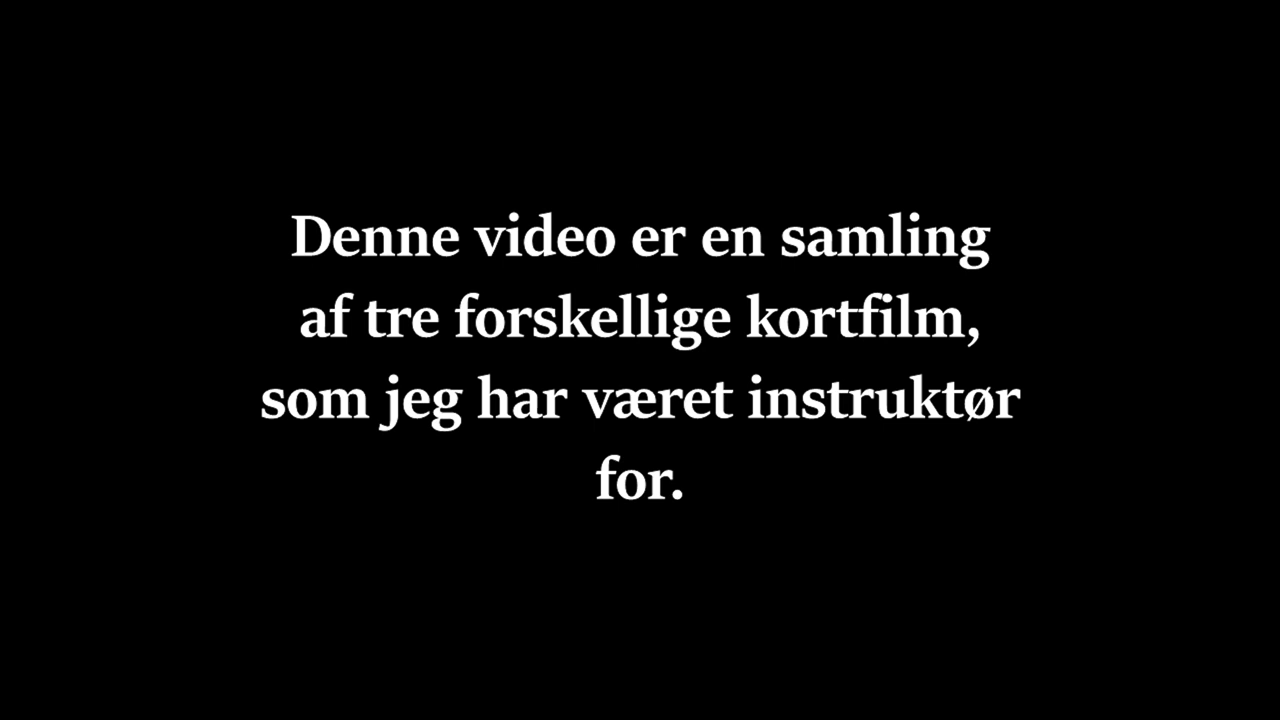 Denne video er en samling
af tre forskellige kortfilm,
som jeg har været instruktør
for.